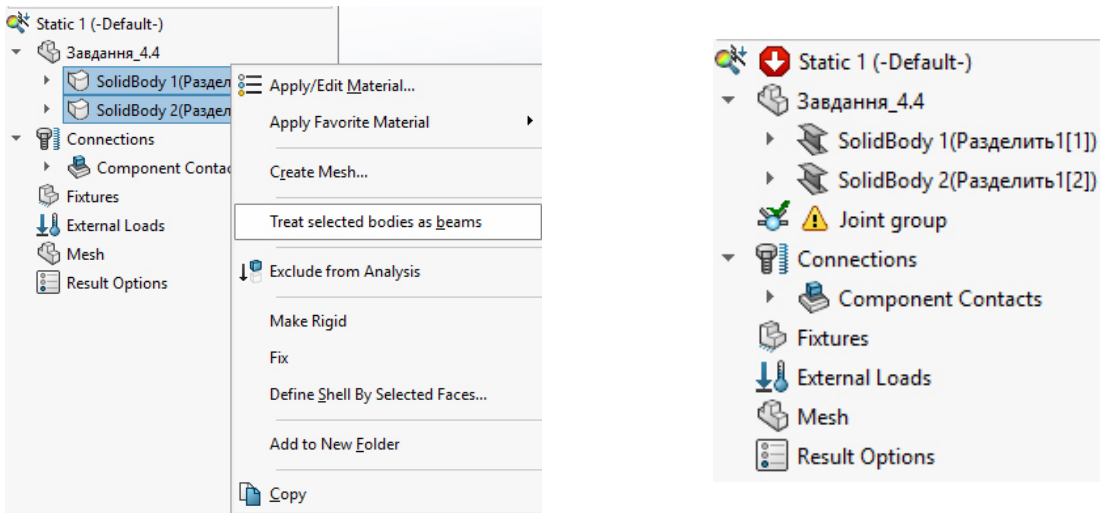 Static 1 (-Default-)
Завдання_4.4
SolidBody 1(Раздел
SolidBody 2(Раздел
Connections
Component Contac
Fixtures
External Loads
Mesh
Result Options
Apply/Edit Material...
Apply Favorite Material
Create Mesh...
Treat selected bodies as beams
Exclude from Analysis
Make Rigid
Fix
Define Shell By Selected Faces...
Add to New Folder
Copy
Static 1 (-Default-)
Завдання_4.4
SolidBody 1(Разделить1[1])
SolidBody 2(Разделить1[2])
Joint group
Connections
Component Contacts
Fixtures
External Loads
Mesh
Result Options